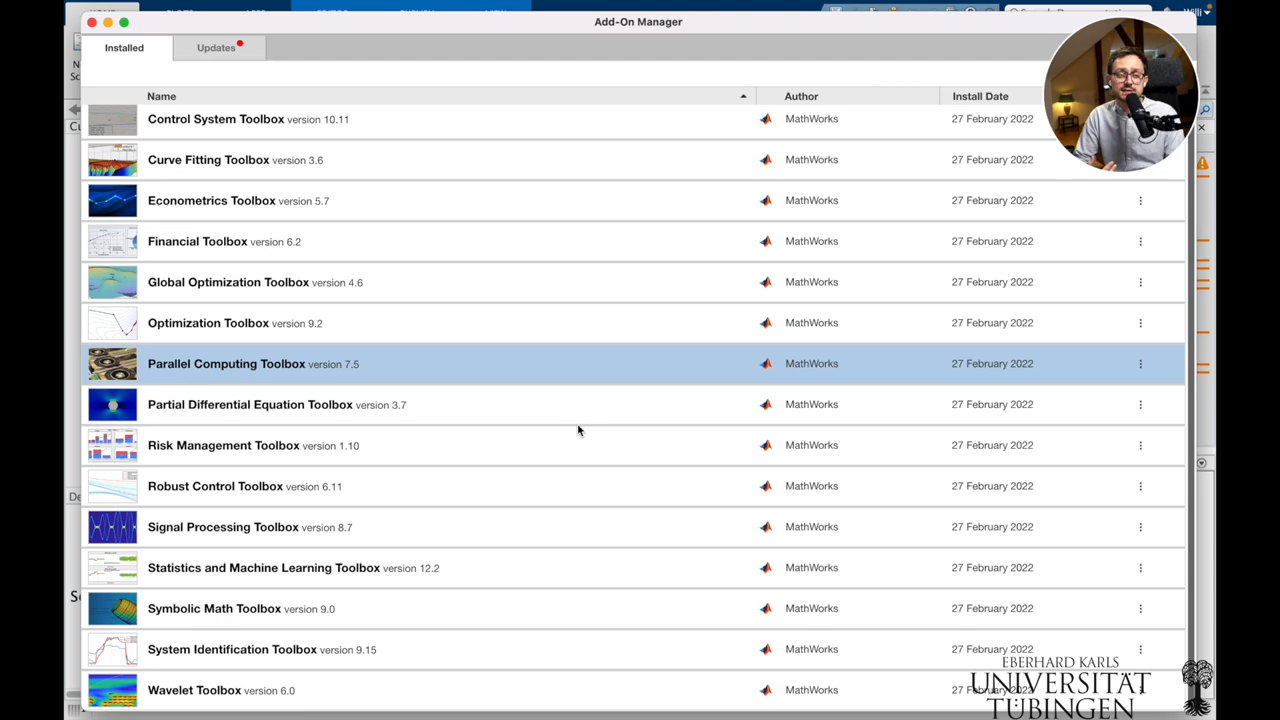 Add-On Manager
Willi
Installed
Updates
Name
Author
Install Date
Control System Toolbox version 10.11 MathWorks 27 February 2022
Curve Fitting Toolbox version 3.6 MathWorks 27 February 2022
Econometrics Toolbox version 5.7 MathWorks 27 February 2022
Financial Toolbox version 6.2 MathWorks 27 February 2022
Global Optimization Toolbox version 4.6 MathWorks 27 February 2022
Optimization Toolbox version 9.2 MathWorks 27 February 2022
Parallel Computing Toolbox version 7.5 MathWorks 27 February 2022
Partial Differential Equation Toolbox version 3.7 MathWorks 27 February 2022
Risk Management Toolbox version 1.10 MathWorks 27 February 2022
Robust Control Toolbox version 6.11 MathWorks 27 February 2022
Signal Processing Toolbox version 8.7 MathWorks 27 February 2022
Statistics and Machine Learning Toolbox version 12.2 MathWorks 27 February 2022
Symbolic Math Toolbox version 9.0 MathWorks 27 February 2022
System Identification Toolbox version 9.15 MathWorks 27 February 2022
Wavelet Toolbox version 6.0 MathWorks 27 February 2022
EBERHARD KARLS
UNIVERSITÄT
TÜBINGEN